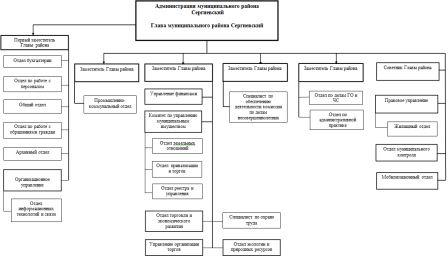 Администрация муниципального района
Сергиевский
Глава муниципального района Сергиевский
Первый заместитель
Главы района
Отдел бухгалтерии
Отдел по работе с
персоналом
Общий отдел
Отдел по работе с
обращениями граждан
Архивный отдел
Организационное
управление
Отдел
информационных
технологий и связи
Заместитель Главы района
Промышленно-
коммунальный отдел
Заместитель Главы района
Управление финансами
Комитет по управлению
муниципальным
имуществом
Отдел земельных
отношений
Отдел приватизации
и торгов
Отдел реестра и
управления
Отдел торговли и
экономического
развития
Управление организации
торгов
Заместитель Главы района
Специалист по
обеспечению
деятельности комиссии
по делам
несовершеннолетних
Специалист по охране
труда
Отдел экологии и
природных ресурсов
Заместитель Главы района
Отдел по делам ГО и
ЧС
Отдел по
административной
практике
Советник Главы района
Правовое управление
Жилищный отдел
Отдел муниципального
контроля
Мобилизационный отдел